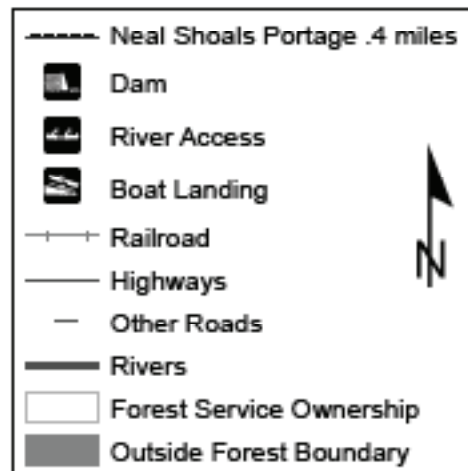 Neal Shoals Portage .4 miles
Dam
River Access
Boat Landing
Railroad
N
Highways
Other Roads
Rivers
Forest Service Ownership
Outside Forest Boundary